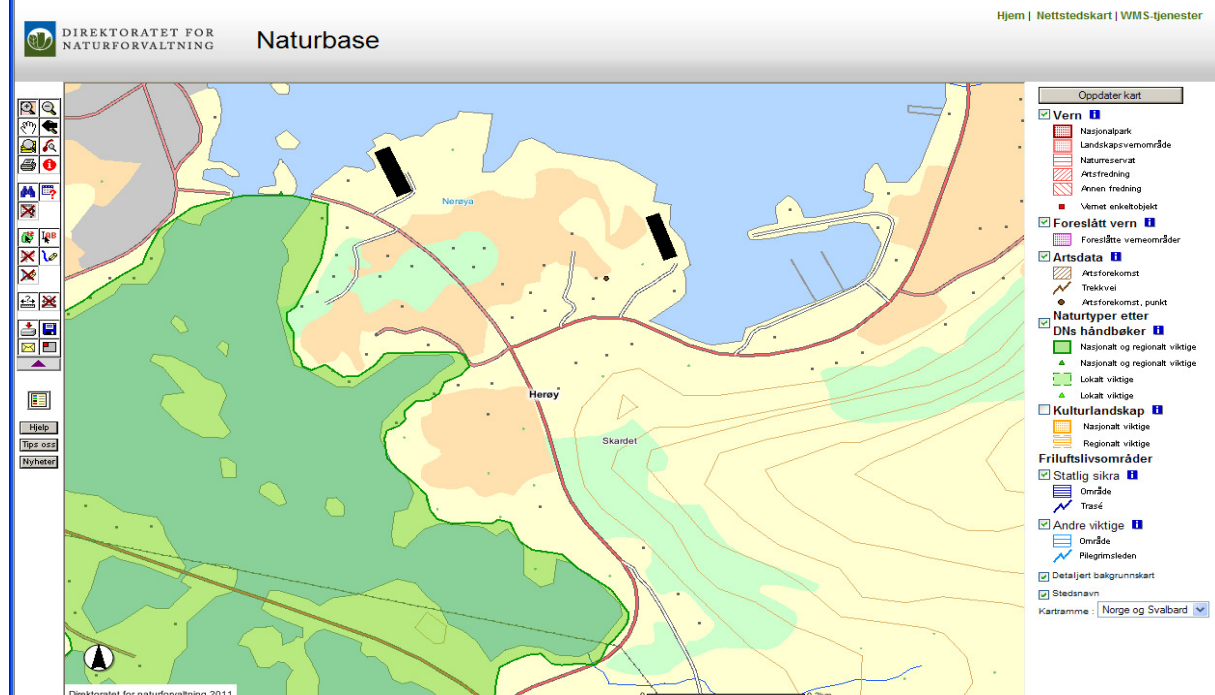 Hjem | Nettstedskart | WMS-tjenester
DIREKTORATET FOR
NATURFORVALTNING
Naturbase
Nerøya
Herøy
Skardet
AB
Hjelp
Tips oss
Nyheter
Direktoratet for naturforvaltning 2011
Oppdater kart
Vern
Nasjonalpark
Landskapsvernområde
Naturreservat
Artsfredning
Annen fredning
Vernet enkeltobjekt
Foreslått vern
Foreslåtte verneområder
Artsdata
Artsforekomst
Trekkvei
Artsforekomst, punkt
Naturtyper etter
DNs håndbøker
Nasjonalt og regionalt viktige
Nasjonalt og regionalt viktige
Lokalt viktige
Lokalt viktige
Kulturlandskap
Nasjonalt viktige
Regionalt viktige
Friluftslivsområder
Statlig sikra
Område
Trasé
Andre viktige
Område
Pilegrimsleden
Detaljert bakgrunnskart
Stedsnavn
Kartramme : Norge og Svalbard